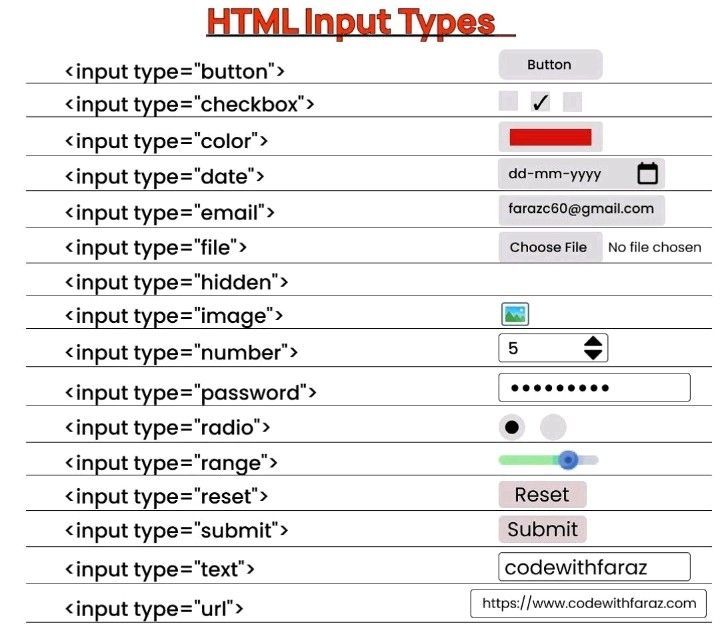 HTML Input Types
<input type="button"> Button
<input type="checkbox">
<input type="color">
<input type="date"> dd-mm-yyyy
<input type="email"> farazc60@gmail.com
<input type="file"> Choose File No file chosen
<input type="hidden">
<input type="image">
<input type="number"> 5
<input type="password"> •••••••••
<input type="radio">
<input type="range">
<input type="reset"> Reset
<input type="submit"> Submit
<input type="text"> codewithfaraz
<input type="url"> https://www.codewithfaraz.com